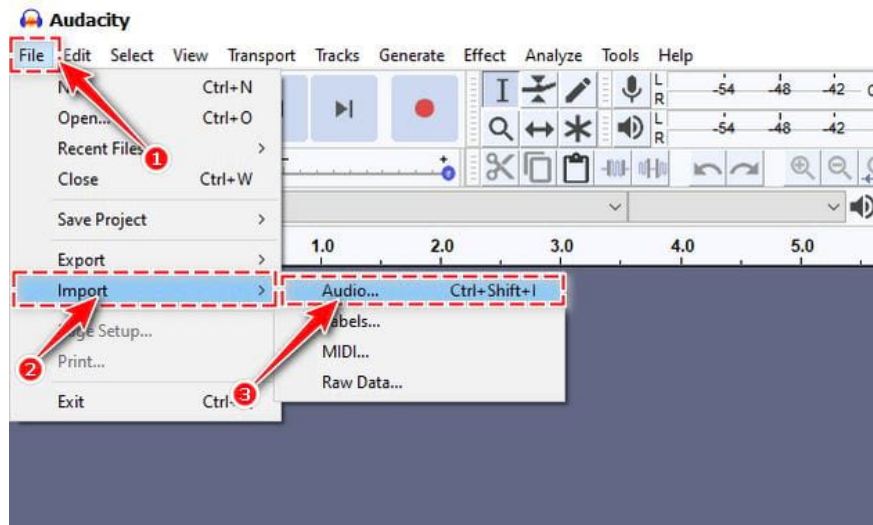 Audacity
File Edit Select View Transport Tracks Generate Effect Analyze Tools Help
Ctrl+N
Open... Ctrl+O
Recent Files >
Close Ctrl+W
Save Project >
Export >
Import >
Setup...
Print...
Exit
Audio... Ctrl+Shift+I
MIDI...
Raw Data...
1
2
3
L
R
-54 -48 -42
L
R
-54 -48 -42
1.0 2.0 3.0 4.0 5.0